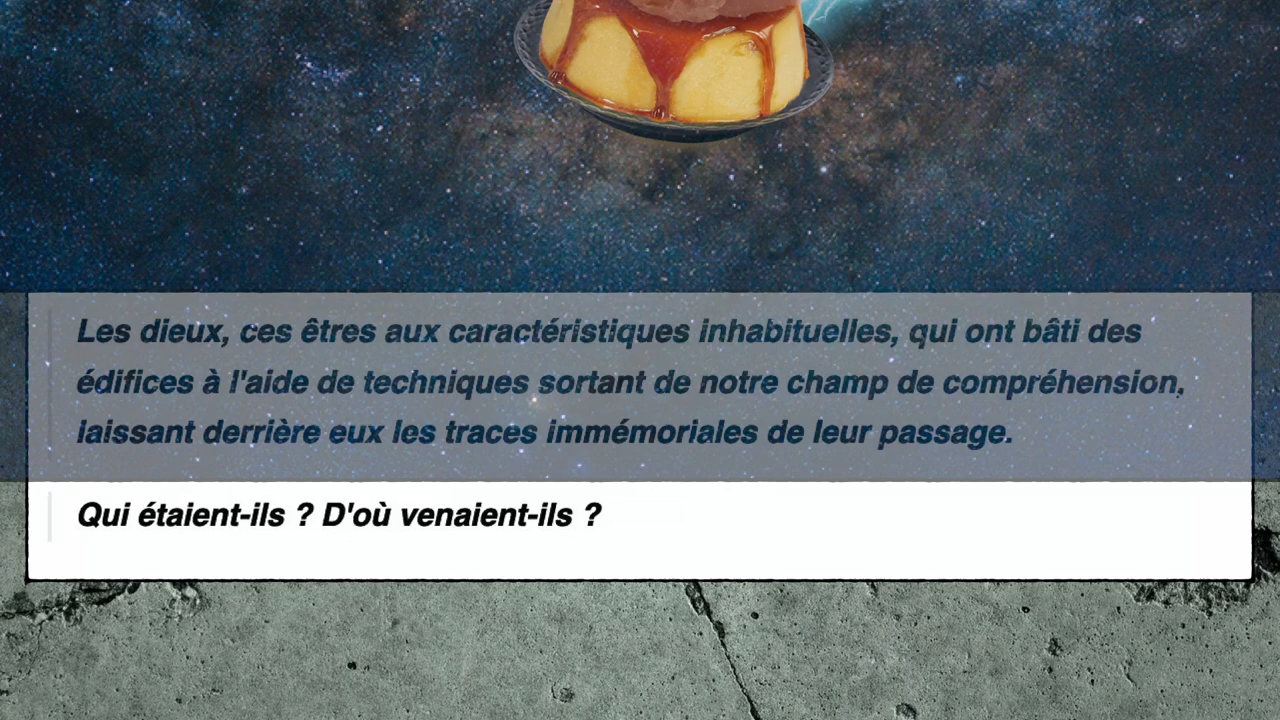 Les dieux, ces êtres aux caractéristiques inhabituelles, qui ont bâti des
édifices à l'aide de techniques sortant de notre champ de compréhension,
laissant derrière eux les traces immémoriales de leur passage.
Qui étaient-ils ? D'où venaient-ils ?